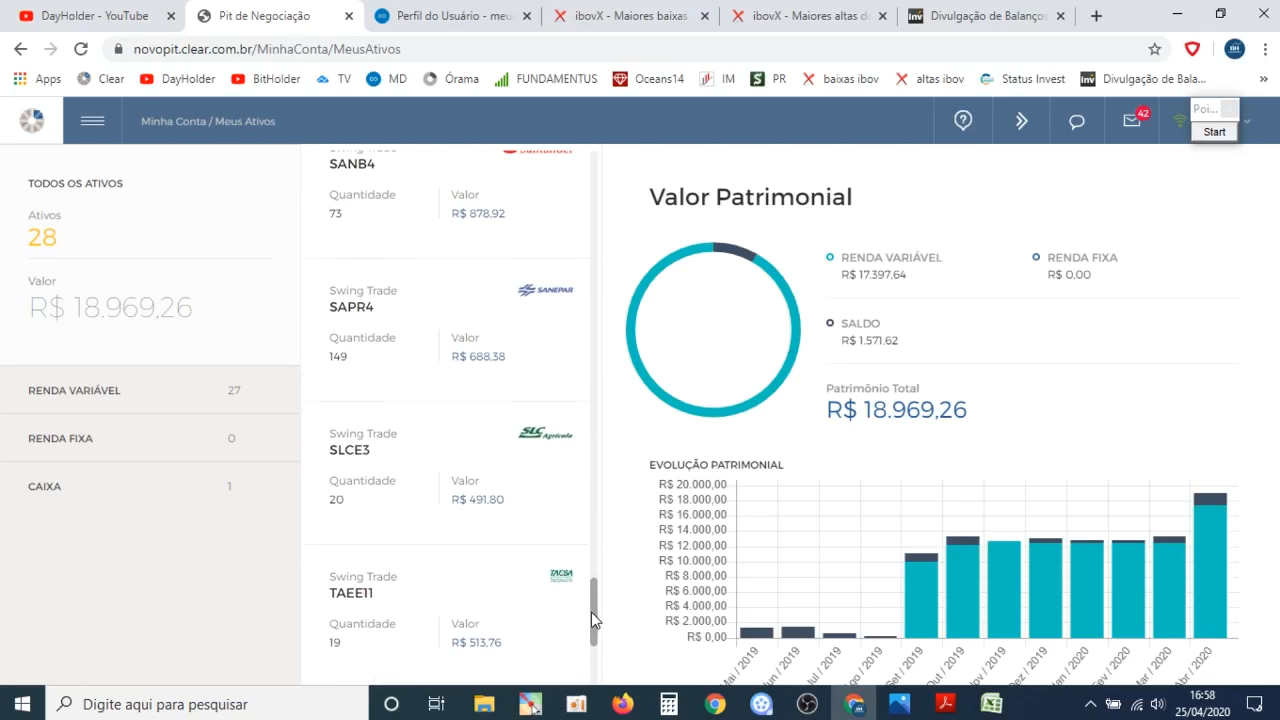 DayHolder - YouTube
Pit de Negociação
Perfil do Usuário - meu
ibovX - Maiores baixas
ibovX - Maiores altas d
Inv Divulgação de Balanços
novopit.clear.com.br/MinhaConta/MeusAtivos
Apps Clear DayHolder BitHolder TV MD Órama FUNDAMENTUS Oceans14 IM PR baixas ibov altas ibov Status Invest Inv Divulgação de Bala...
Minha Conta / Meus Ativos
42
Poi...
Start
TODOS OS ATIVOS
Ativos
28
Valor
R$ 18.969,26
RENDA VARIÁVEL 27
RENDA FIXA 0
CAIXA 1
Swing Trade
Santander
SANB4
Quantidade Valor
73 R$ 878,92
Swing Trade
SANEPAR
SAPR4
Quantidade Valor
149 R$ 688,38
Swing Trade
SLC Agrícola
SLCE3
Quantidade Valor
20 R$ 491,80
Swing Trade
TAESA
TAEE11
Quantidade Valor
19 R$ 513,76
Valor Patrimonial
RENDA VARIÁVEL
R$ 17.397,64
RENDA FIXA
R$ 0,00
SALDO
R$ 1.571,62
Patrimônio Total
R$ 18.969,26
EVOLUÇÃO PATRIMONIAL
R$ 20.000,00
R$ 18.000,00
R$ 16.000,00
R$ 14.000,00
R$ 12.000,00
R$ 10.000,00
R$ 8.000,00
R$ 6.000,00
R$ 4.000,00
R$ 2.000,00
R$ 0,00
Mai / 2019
Jun / 2019
Jul / 2019
Ago / 2019
Set / 2019
Out / 2019
Nov / 2019
Dez / 2019
Jan / 2020
Fev / 2020
Mar / 2020
Abr / 2020
Digite aqui para pesquisar
16:58
25/04/2020